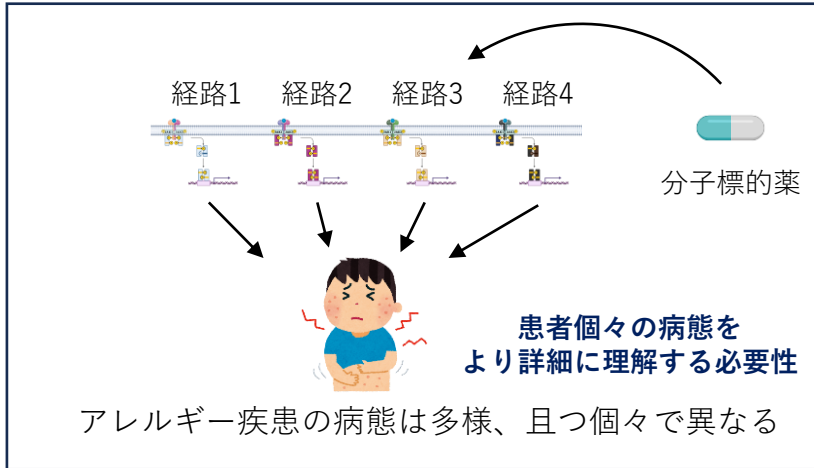 経路1 経路2 経路3 経路4
分子標的薬
患者個々の病態を
より詳細に理解する必要性
アレルギー疾患の病態は多様、且つ個々で異なる